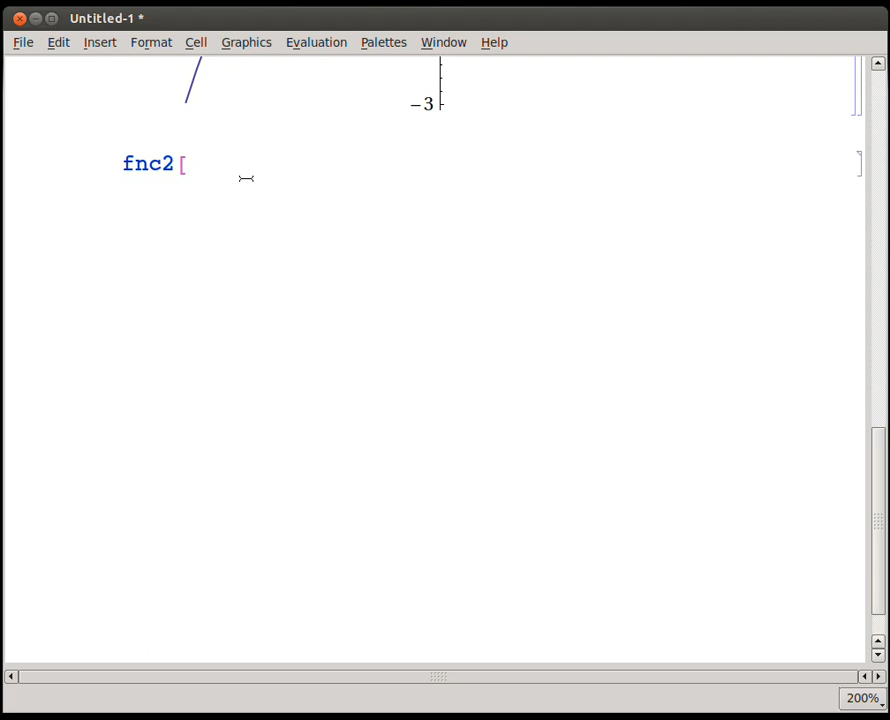 Untitled-1 *
File Edit Insert Format Cell Graphics Evaluation Palettes Window Help
−3
fnc2[
200%